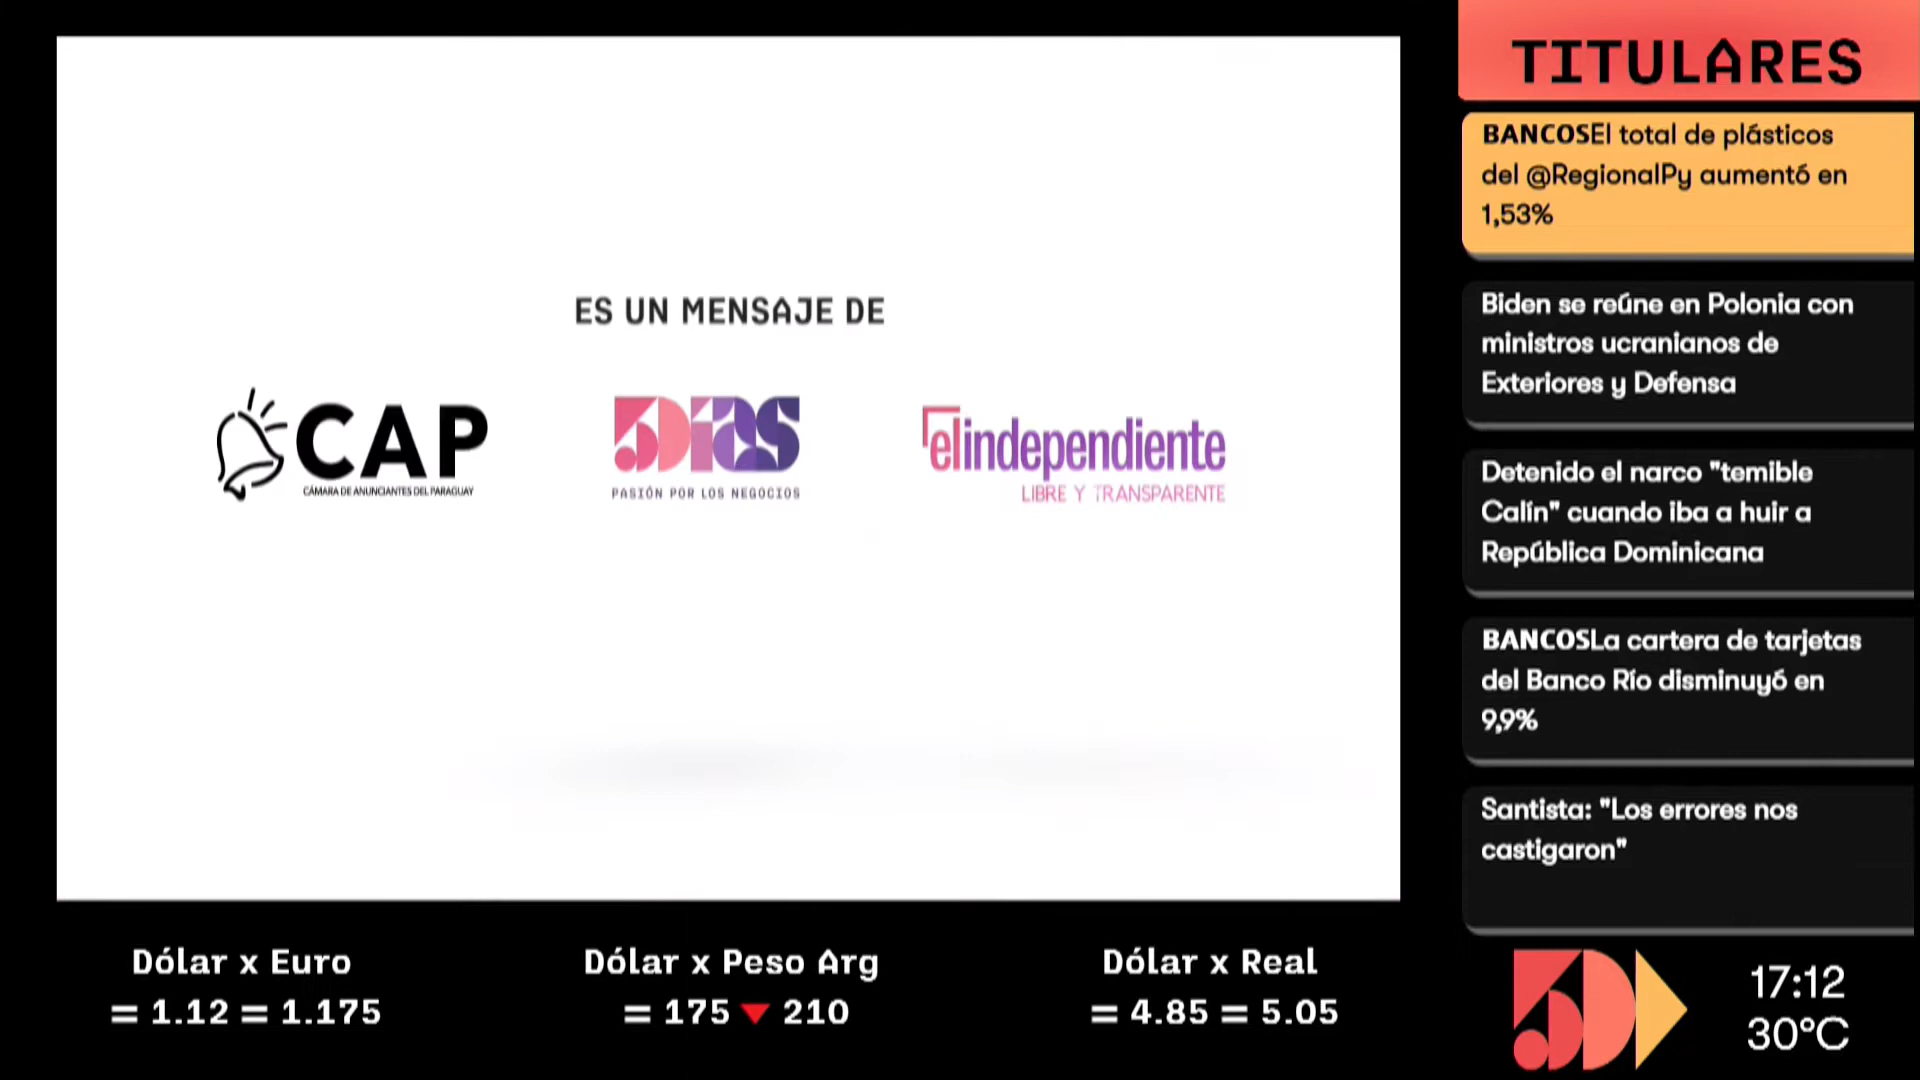 ES UN MENSAJE DE
CAP
CÁMARA DE ANUNCIANTES DEL PARAGUAY
5Días
PASIÓN POR LOS NEGOCIOS
elindependiente
LIBRE Y TRANSPARENTE
TITULARES
BANCOSEl total de plásticos
del @RegionalPy aumentó en
1,53%
Biden se reúne en Polonia con
ministros ucranianos de
Exteriores y Defensa
Detenido el narco "temible
Calín" cuando iba a huir a
República Dominicana
BANCOSLa cartera de tarjetas
del Banco Río disminuyó en
9,9%
Santista: "Los errores nos
castigaron"
Dólar x Euro
= 1.12 = 1.175
Dólar x Peso Arg
= 175 ▼ 210
Dólar x Real
= 4.85 = 5.05
5D
17:12
30°C